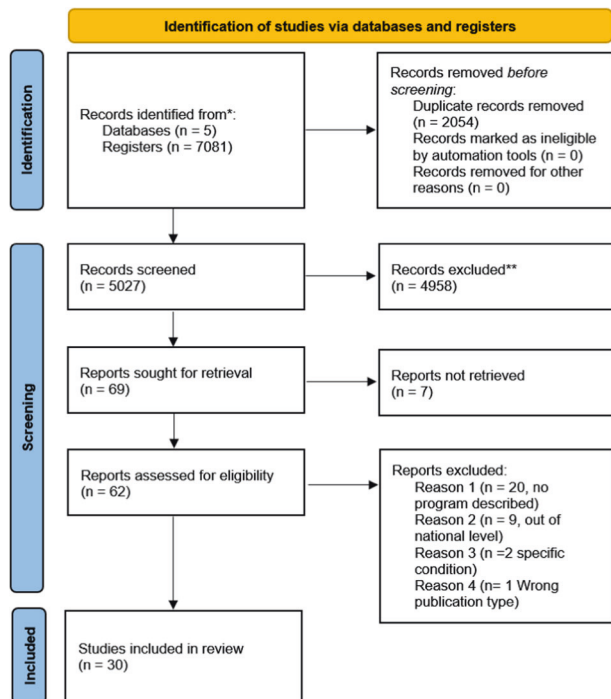 Identification of studies via databases and registers
Identification
Records identified from*:
Databases (n = 5)
Registers (n = 7081)
Records removed before
screening:
Duplicate records removed
(n = 2054)
Records marked as ineligible
by automation tools (n = 0)
Records removed for other
reasons (n = 0)
Screening
Records screened
(n = 5027)
Records excluded**
(n = 4958)
Reports sought for retrieval
(n = 69)
Reports not retrieved
(n = 7)
Reports assessed for eligibility
(n = 62)
Reports excluded:
Reason 1 (n = 20, no
program described)
Reason 2 (n = 9, out of
national level)
Reason 3 (n =2 specific
condition)
Reason 4 (n= 1 Wrong
publication type)
Included
Studies included in review
(n = 30)